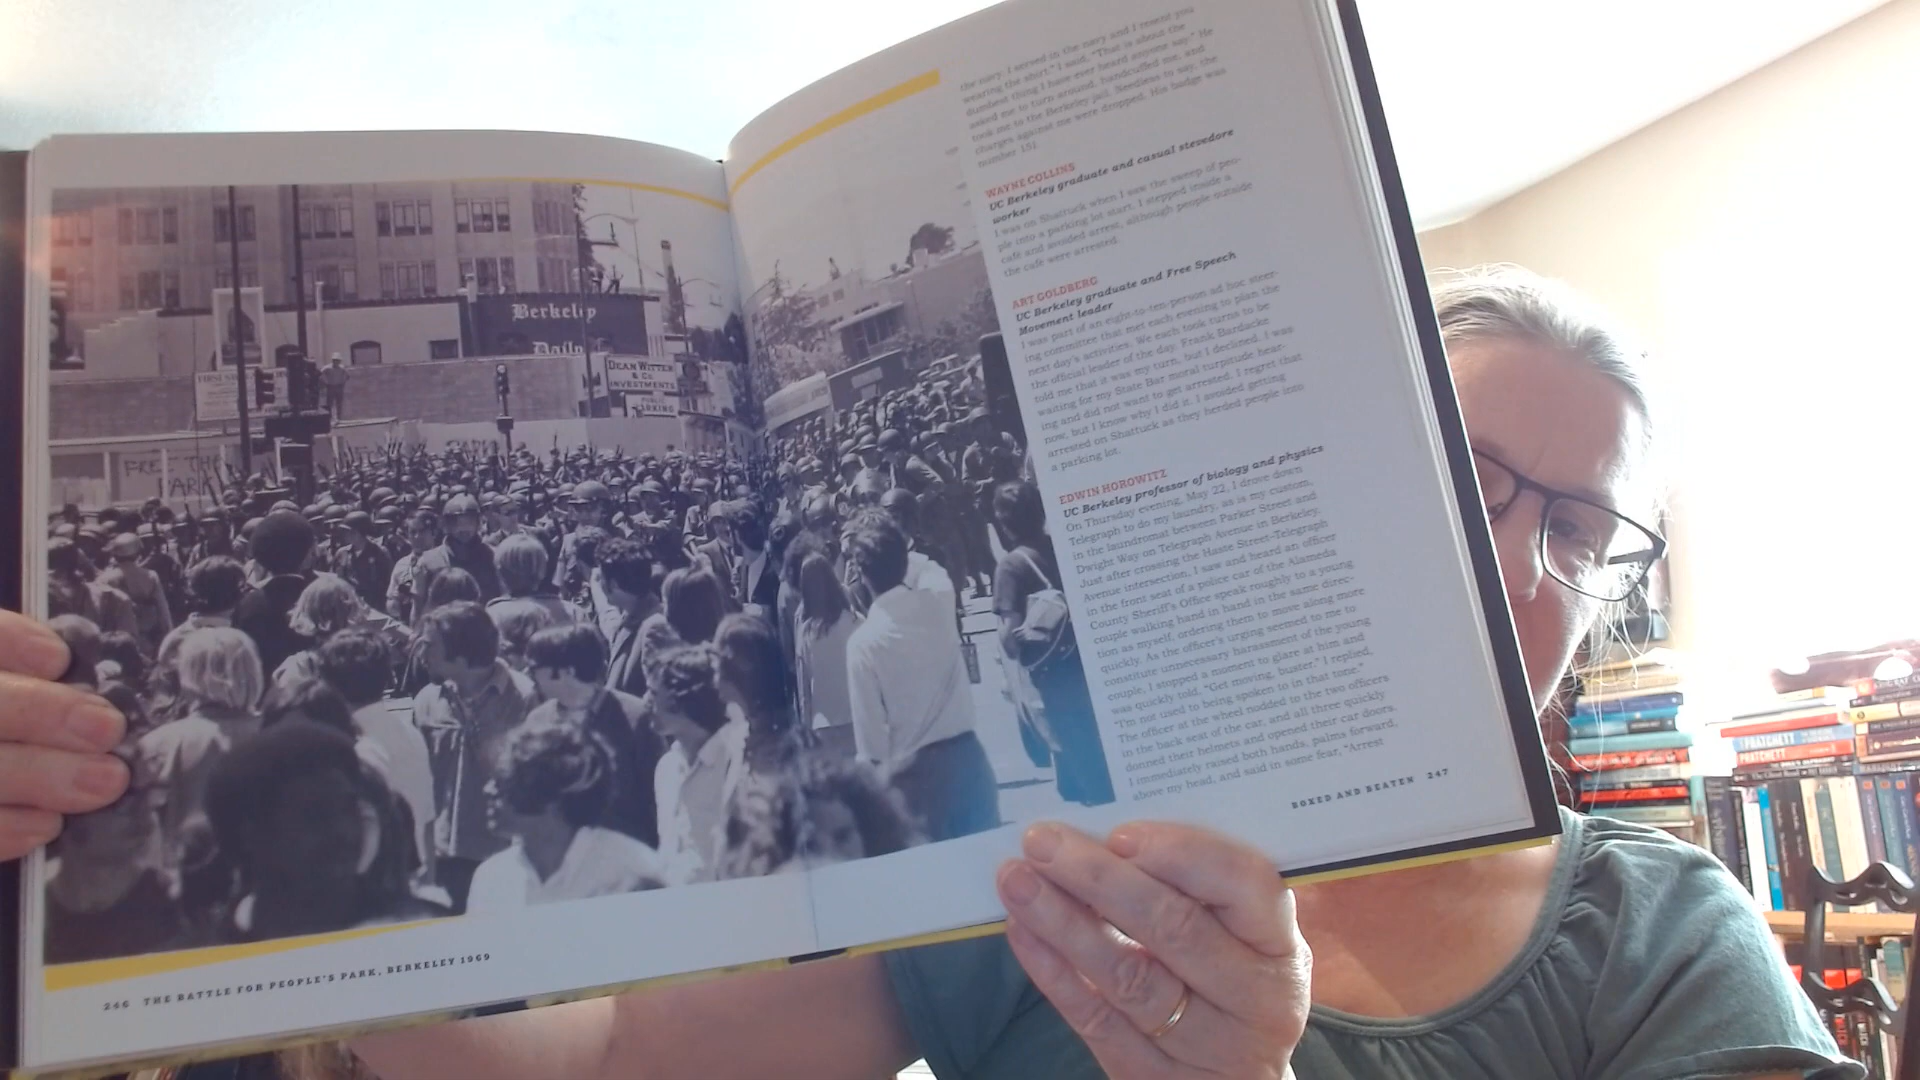 Berkeley
Daily
DEAN WITTER
& Co.
INVESTMENTS
PUBLIC
PARKING
FREE THE
PARK
246 THE BATTLE FOR PEOPLE'S PARK, BERKELEY 1969
the navy. I served in the navy and I resent you
wearing the shirt." I said, "That is about the
dumbest thing I have ever heard anyone say." He
asked me to turn around, handcuffed me, and
took me to the Berkeley jail. Needless to say, the
charges against me were dropped. His badge was
number 151.
WAYNE COLLINS
UC Berkeley graduate and casual stevedore
worker
I was on Shattuck when I saw the sweep of peo-
ple into a parking lot start. I stepped inside a
café and avoided arrest, although people outside
the café were arrested.
ART GOLDBERG
UC Berkeley graduate and Free Speech
Movement leader
I was part of an eight-to-ten-person ad hoc steer-
ing committee that met each evening to plan the
next day's activities. We each took turns to be
the official leader of the day. Frank Bardacke
told me that it was my turn, but I declined. I was
waiting for my State Bar moral turpitude hear-
ing and did not want to get arrested. I regret that
now, but I know why I did it. I avoided getting
arrested on Shattuck as they herded people into
a parking lot.
EDWIN HOROWITZ
UC Berkeley professor of biology and physics
On Thursday evening, May 22, I drove down
Telegraph to do my laundry, as is my custom,
in the laundromat between Parker Street and
Dwight Way on Telegraph Avenue in Berkeley.
Just after crossing the Haste Street-Telegraph
Avenue intersection, I saw and heard an officer
in the front seat of a police car of the Alameda
County Sheriff's Office speak roughly to a young
couple walking hand in hand in the same direc-
tion as myself, ordering them to move along more
quickly. As the officer's urging seemed to me to
constitute unnecessary harassment of the young
couple, I stopped a moment to glare at him and
was quickly told, "Get moving, buster." I replied,
"I'm not used to being spoken to in that tone."
The officer at the wheel nodded to the two officers
in the back seat of the car, and all three quickly
donned their helmets and opened their car doors.
I immediately raised both hands, palms forward,
above my head, and said in some fear, "Arrest
BOXED AND BEATEN 247
PRATCHETT
PRATCHETT